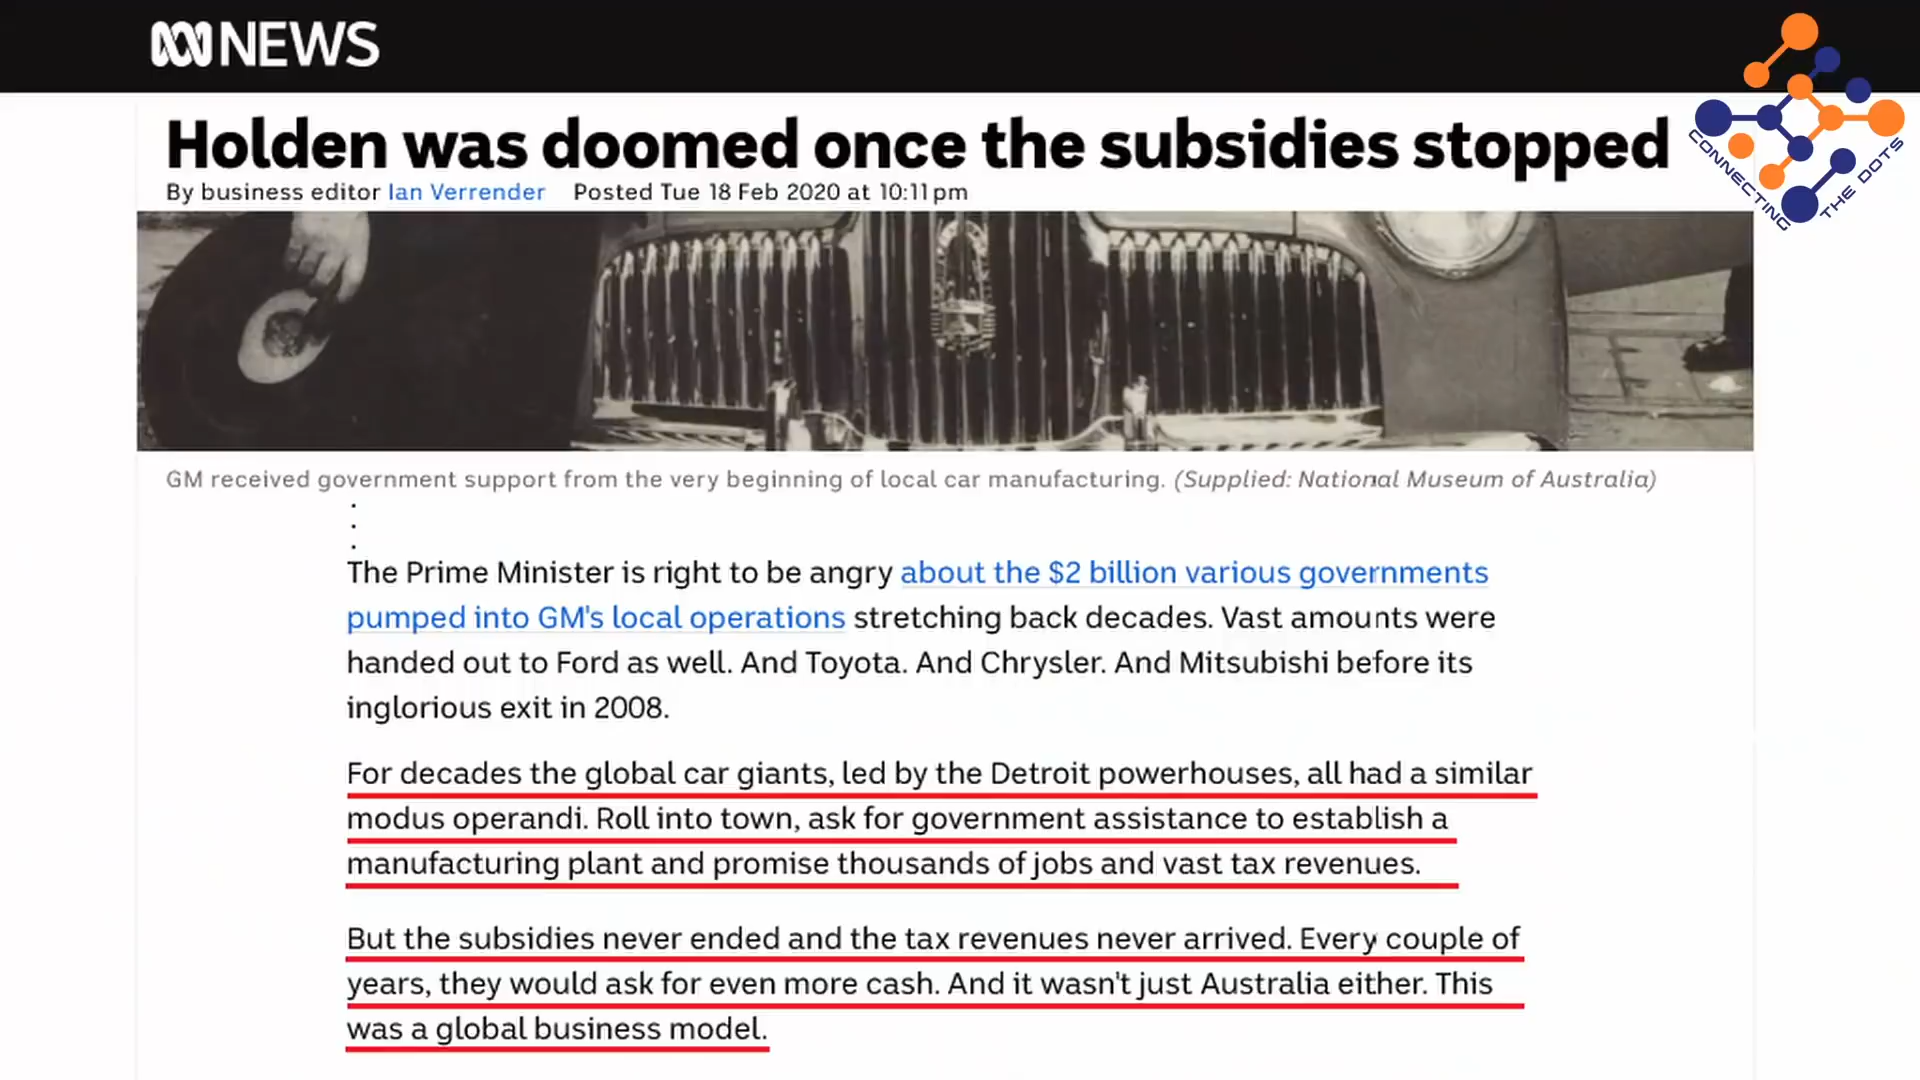 NEWS
Holden was doomed once the subsidies stopped
By business editor Ian Verrender Posted Tue 18 Feb 2020 at 10:11 pm
CONNECTING THE DOTS
GM received government support from the very beginning of local car manufacturing. (Supplied: National Museum of Australia)
.
.
.
The Prime Minister is right to be angry about the $2 billion various governments
pumped into GM's local operations stretching back decades. Vast amounts were
handed out to Ford as well. And Toyota. And Chrysler. And Mitsubishi before its
inglorious exit in 2008.
For decades the global car giants, led by the Detroit powerhouses, all had a similar
modus operandi. Roll into town, ask for government assistance to establish a
manufacturing plant and promise thousands of jobs and vast tax revenues.
But the subsidies never ended and the tax revenues never arrived. Every couple of
years, they would ask for even more cash. And it wasn't just Australia either. This
was a global business model.